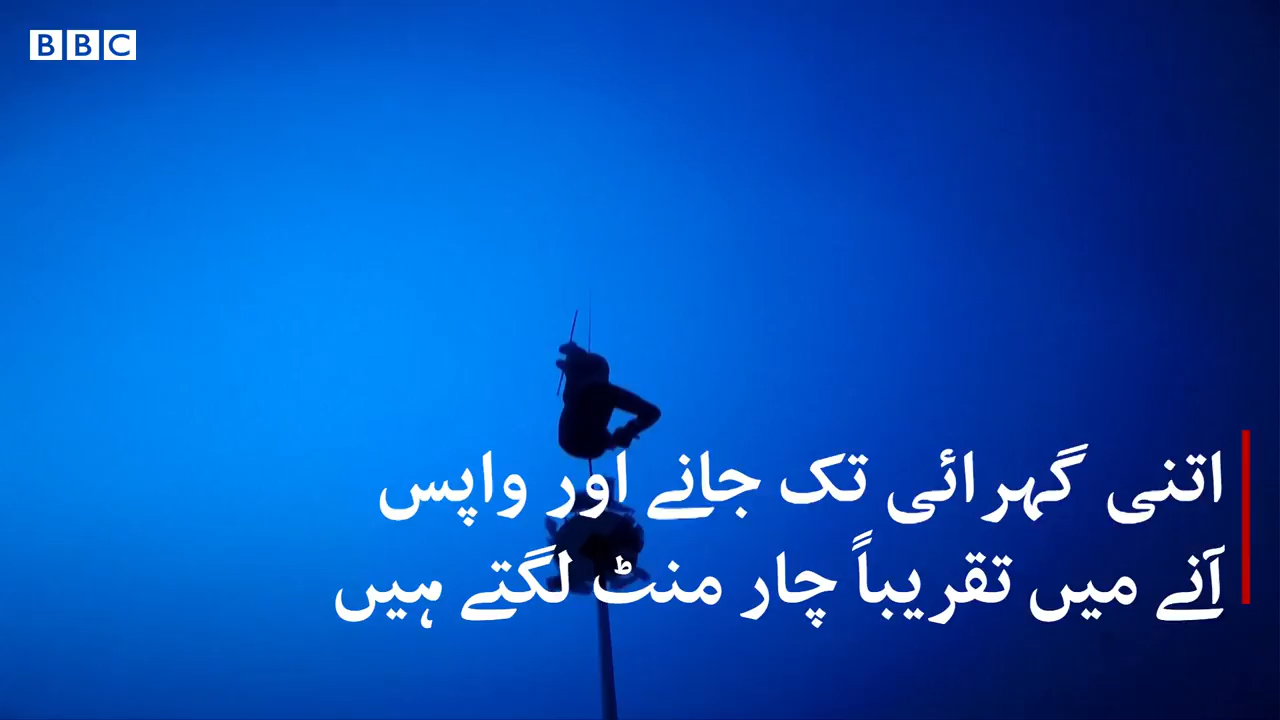 BBC
اتنی گہرائی تک جانے اور واپس
آنے میں تقریباً چار منٹ لگتے ہیں